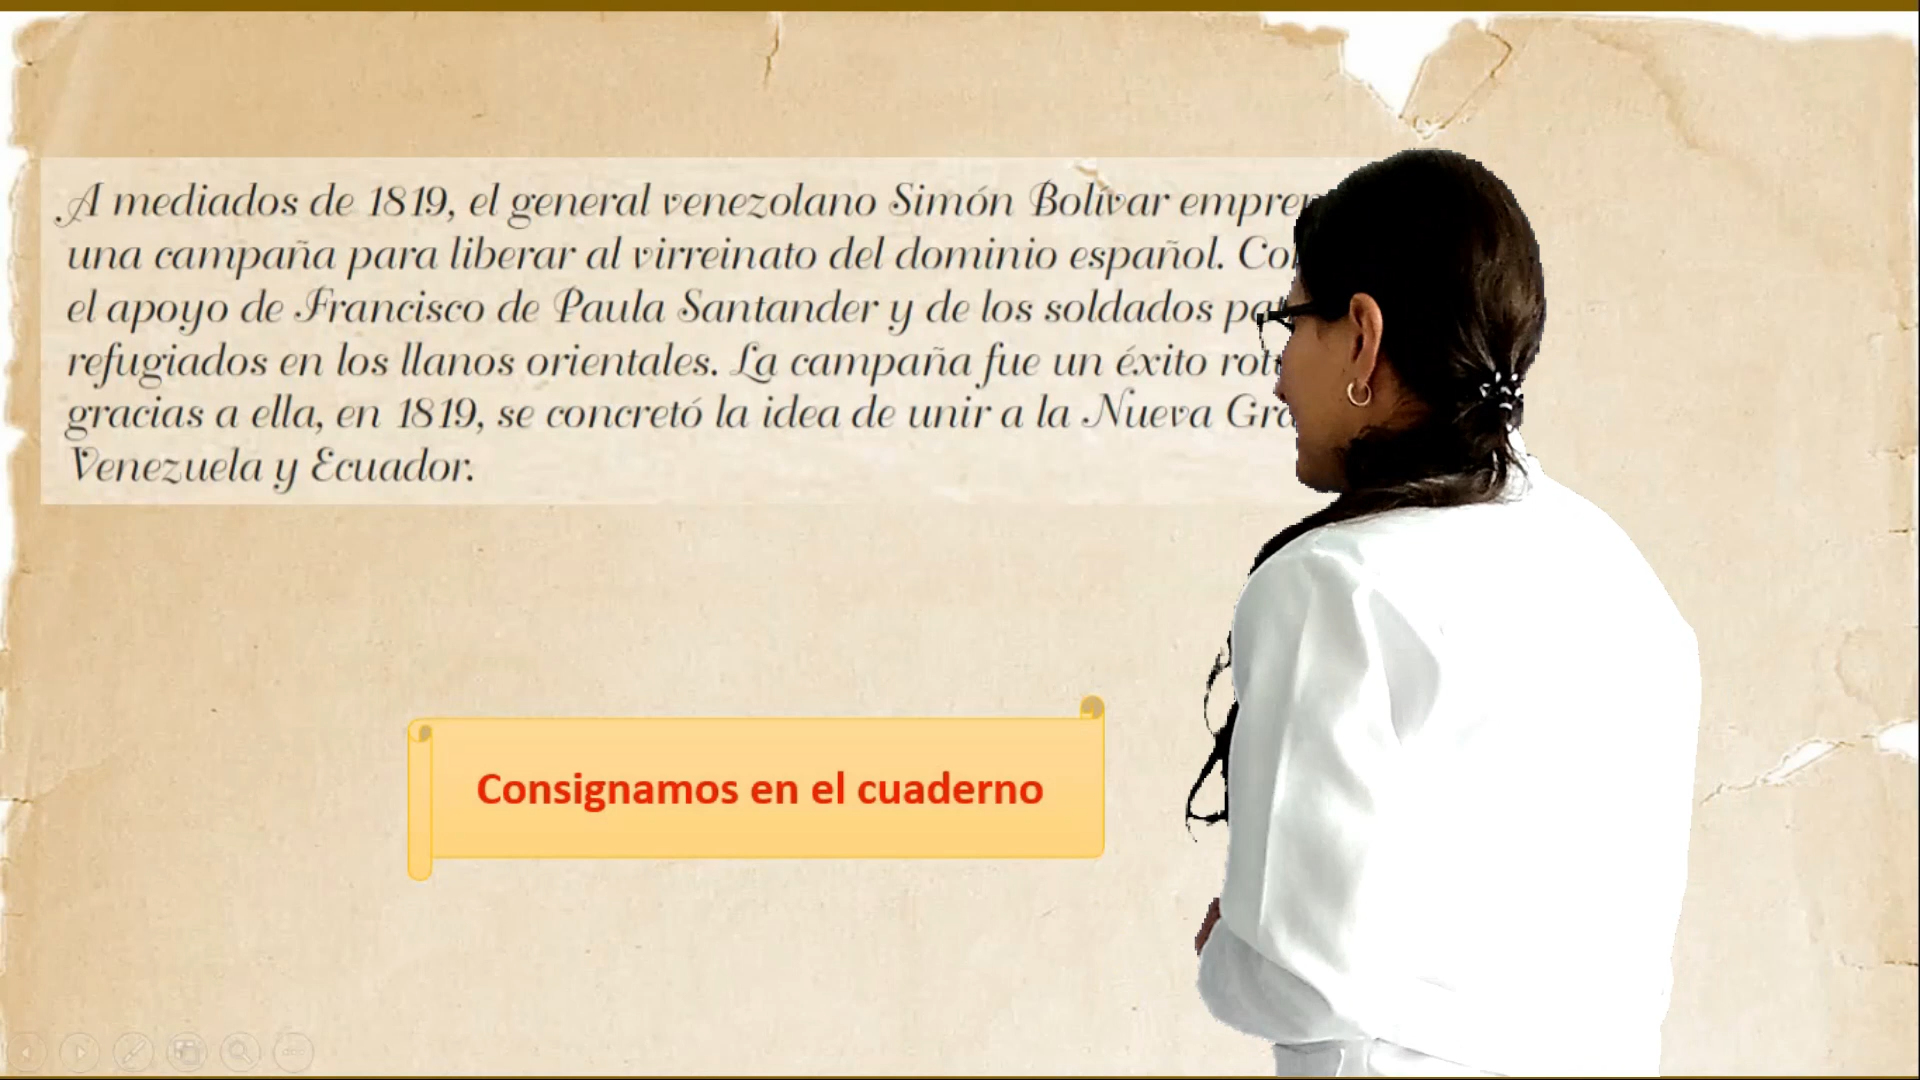 A mediados de 1819, el general venezolano Simón Bolívar
una campaña para liberar al virreinato del dominio español.
el apoyo de Francisco de Paula Santander y de los soldados
refugiados en los llanos orientales. La campaña fue un éxito
gracias a ella, en 1819, se concretó la idea de unir a la Nueva
Venezuela y Ecuador.
Consignamos en el cuaderno